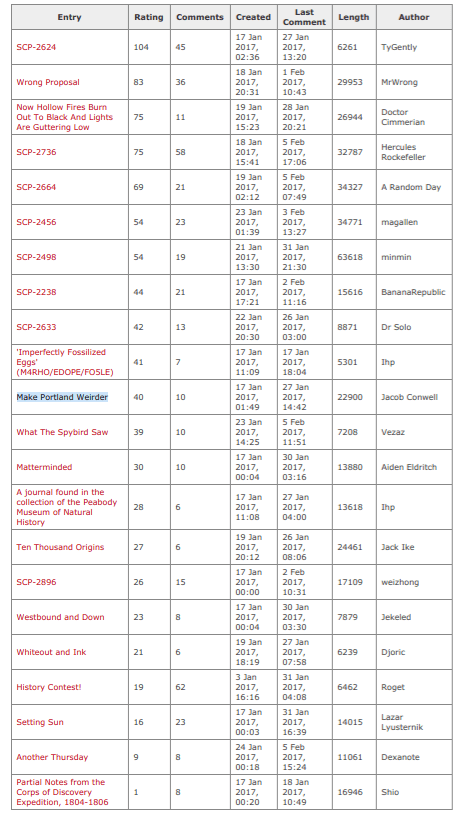 Entry Rating Comments Created Last Comment Length Author
SCP-2624 104 45 17 Jan 2017, 02:36 27 Jan 2017, 13:20 6261 TyGently
Wrong Proposal 83 36 18 Jan 2017, 20:31 1 Feb 2017, 10:43 29953 MrWrong
Now Hollow Fires Burn Out To Black And Lights Are Guttering Low 75 11 19 Jan 2017, 15:23 28 Jan 2017, 20:21 26944 Doctor Cimmerian
SCP-2736 75 58 18 Jan 2017, 15:41 5 Feb 2017, 17:06 32787 Hercules Rockefeller
SCP-2664 69 21 19 Jan 2017, 02:12 5 Feb 2017, 07:49 34327 A Random Day
SCP-2456 54 23 23 Jan 2017, 01:39 3 Feb 2017, 13:27 34771 magallen
SCP-2498 54 19 21 Jan 2017, 13:30 31 Jan 2017, 21:30 63618 minmin
SCP-2238 44 21 17 Jan 2017, 17:21 2 Feb 2017, 11:16 15616 BananaRepublic
SCP-2633 42 13 22 Jan 2017, 20:30 26 Jan 2017, 03:00 8871 Dr Solo
'Imperfectly Fossilized Eggs' (M4RHO/EDOPE/FOSLE) 41 7 17 Jan 2017, 11:09 17 Jan 2017, 18:04 5301 Ihp
Make Portland Weirder 40 10 17 Jan 2017, 01:49 27 Jan 2017, 14:42 22900 Jacob Conwell
What The Spybird Saw 39 10 23 Jan 2017, 14:25 5 Feb 2017, 11:51 7208 Vezaz
Matterminded 30 10 17 Jan 2017, 00:04 30 Jan 2017, 03:16 13880 Aiden Eldritch
A journal found in the collection of the Peabody Museum of Natural History 28 6 17 Jan 2017, 11:08 27 Jan 2017, 04:00 13618 Ihp
Ten Thousand Origins 27 6 19 Jan 2017, 20:12 26 Jan 2017, 08:06 24461 Jack Ike
SCP-2896 26 15 17 Jan 2017, 00:00 2 Feb 2017, 10:31 17109 weizhong
Westbound and Down 23 8 17 Jan 2017, 00:04 30 Jan 2017, 03:30 7879 Jekeled
Whiteout and Ink 21 6 19 Jan 2017, 18:19 27 Jan 2017, 07:58 6239 Djoric
History Contest! 19 62 3 Jan 2017, 16:16 31 Jan 2017, 04:08 6462 Roget
Setting Sun 16 23 17 Jan 2017, 00:03 31 Jan 2017, 16:39 14015 Lazar Lyusternik
Another Thursday 9 8 24 Jan 2017, 00:18 5 Feb 2017, 15:24 11061 Dexanote
Partial Notes from the Corps of Discovery Expedition, 1804-1806 1 8 17 Jan 2017, 00:20 18 Jan 2017, 10:49 16946 Shio